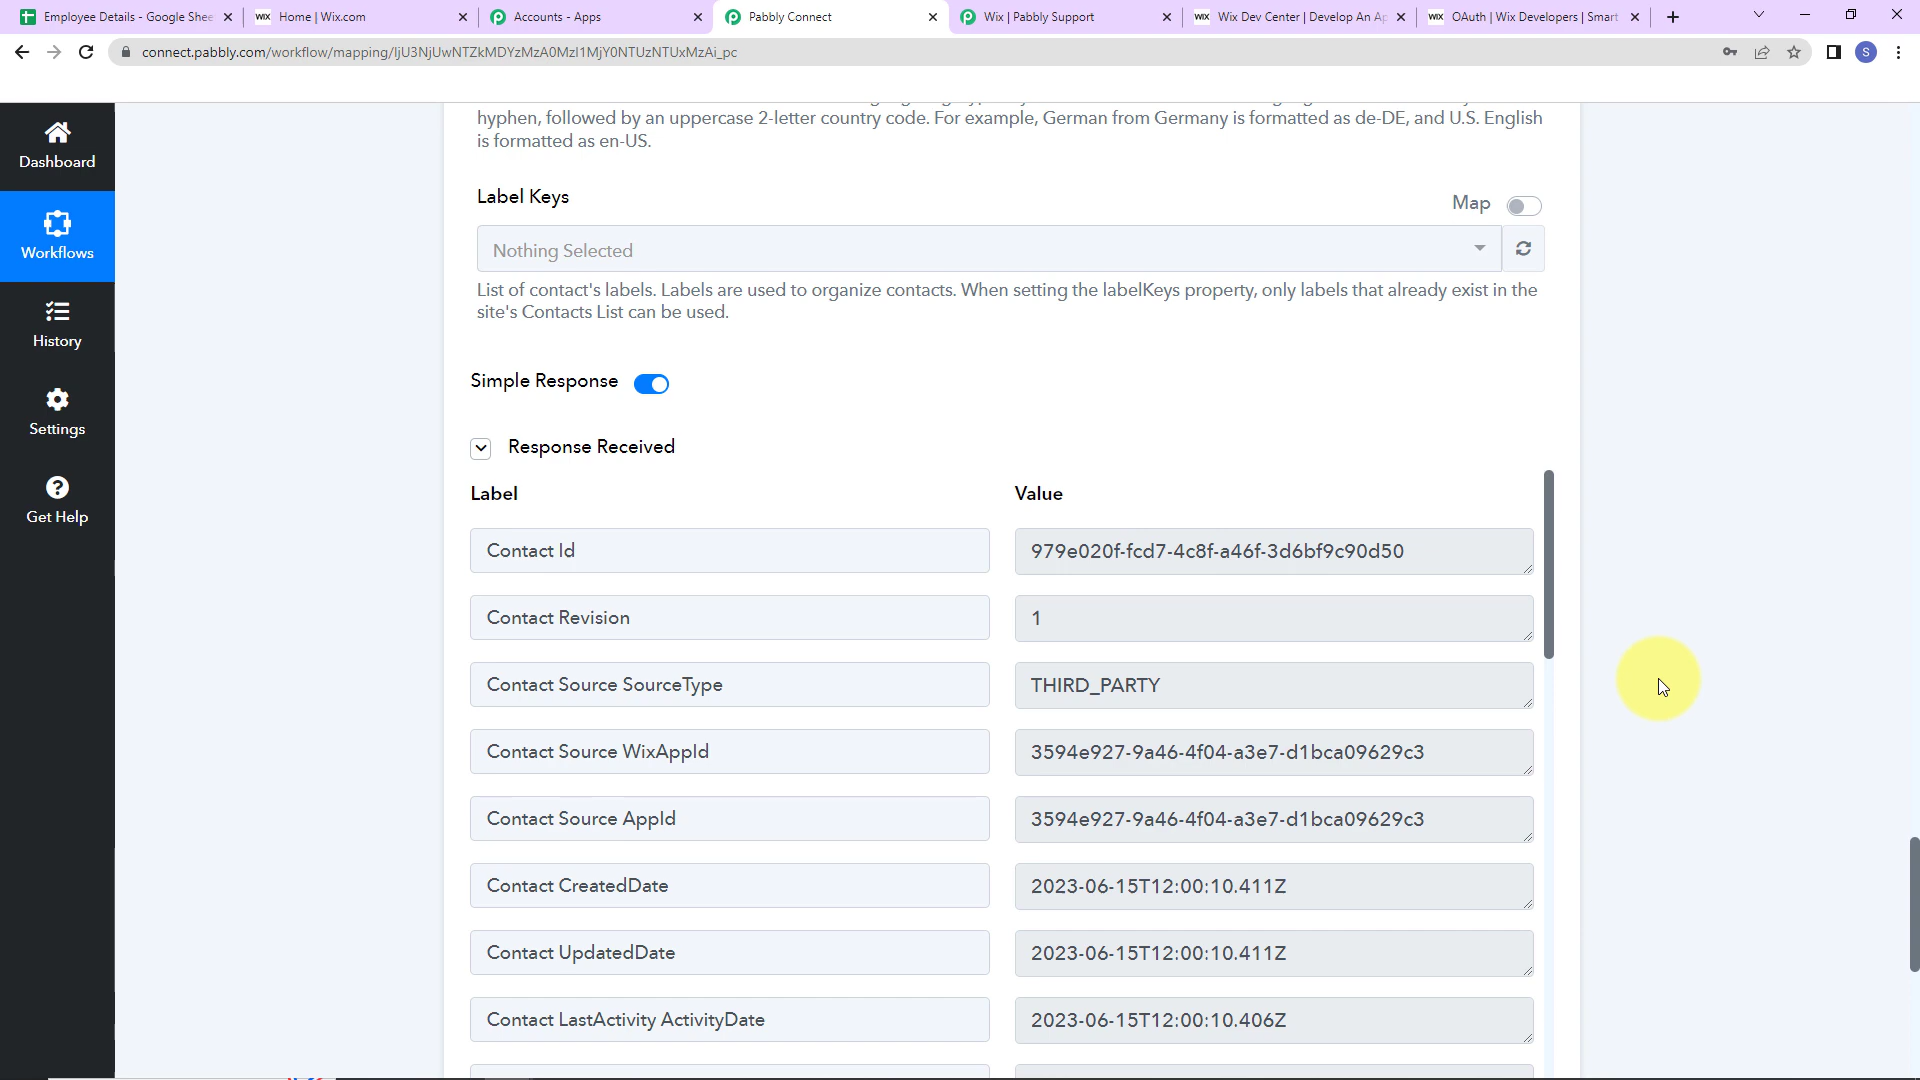 Employee Details - Google Shee
WIX Home | Wix.com
Accounts - Apps
Pabbly Connect
Wix | Pabbly Support
WIX Wix Dev Center | Develop An Ap
WIX OAuth | Wix Developers | Smart
connect.pabbly.com/workflow/mapping/IjU3NjUwNTZkMDYzMzA0MzI1MjY0NTUzNTUxMzAi_pc
S
Dashboard
Workflows
History
Settings
Get Help
hyphen, followed by an uppercase 2-letter country code. For example, German from Germany is formatted as de-DE, and U.S. English
is formatted as en-US.
Label Keys
Map
Nothing Selected
List of contact's labels. Labels are used to organize contacts. When setting the labelKeys property, only labels that already exist in the
site's Contacts List can be used.
Simple Response
Response Received
Label Value
Contact Id 979e020f-fcd7-4c8f-a46f-3d6bf9c90d50
Contact Revision 1
Contact Source SourceType THIRD_PARTY
Contact Source WixAppId 3594e927-9a46-4f04-a3e7-d1bca09629c3
Contact Source AppId 3594e927-9a46-4f04-a3e7-d1bca09629c3
Contact CreatedDate 2023-06-15T12:00:10.411Z
Contact UpdatedDate 2023-06-15T12:00:10.411Z
Contact LastActivity ActivityDate 2023-06-15T12:00:10.406Z